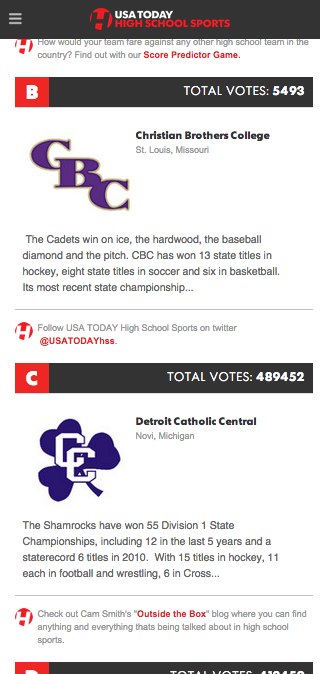 USA TODAY
HIGH SCHOOL SPORTS
How would your team fare against any other high school team in the
country? Find out with our Score Predictor Game.
B TOTAL VOTES: 5493
CBC
Christian Brothers College
St. Louis, Missouri
The Cadets win on ice, the hardwood, the baseball
diamond and the pitch. CBC has won 13 state titles in
hockey, eight state titles in soccer and six in basketball.
Its most recent state championship...
Follow USA TODAY High School Sports on twitter
@USATODAYhss.
C TOTAL VOTES: 489452
CC
Detroit Catholic Central
Novi, Michigan
The Shamrocks have won 55 Division 1 State
Championships, including 12 in the last 5 years and a
staterecord 6 titles in 2010. With 15 titles in hockey, 11
each in football and wrestling, 6 in Cross...
Check out Cam Smith's "Outside the Box" blog where you can find
anything and everything thats being talked about in high school
sports.
TOTAL VOTES: